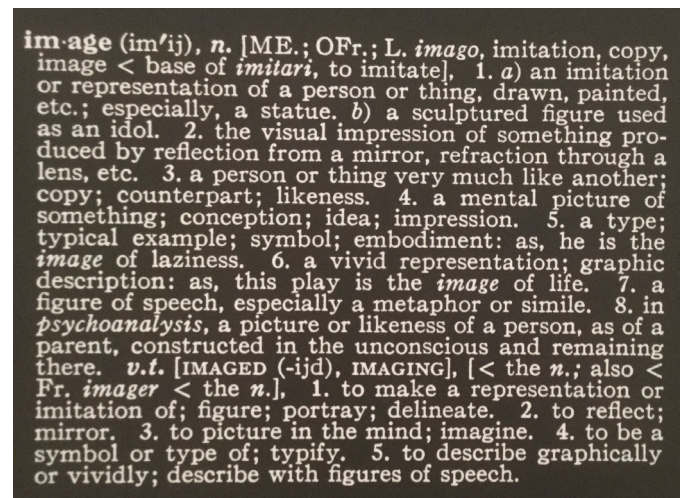 im·age (im′ij), n. [ME.; OFr.; L. imago, imitation, copy,
image < base of imitari, to imitate], 1. a) an imitation
or representation of a person or thing, drawn, painted,
etc.; especially, a statue. b) a sculptured figure used
as an idol. 2. the visual impression of something pro-
duced by reflection from a mirror, refraction through a
lens, etc. 3. a person or thing very much like another;
copy; counterpart; likeness. 4. a mental picture of
something; conception; idea; impression. 5. a type;
typical example; symbol; embodiment: as, he is the
image of laziness. 6. a vivid representation; graphic
description: as, this play is the image of life. 7. a
figure of speech, especially a metaphor or simile. 8. in
psychoanalysis, a picture or likeness of a person, as of a
parent, constructed in the unconscious and remaining
there. v.t. [IMAGED (-ijd), IMAGING], [< the n.; also <
Fr. imager < the n.], 1. to make a representation or
imitation of; figure; portray; delineate. 2. to reflect;
mirror. 3. to picture in the mind; imagine. 4. to be a
symbol or type of; typify. 5. to describe graphically
or vividly; describe with figures of speech.